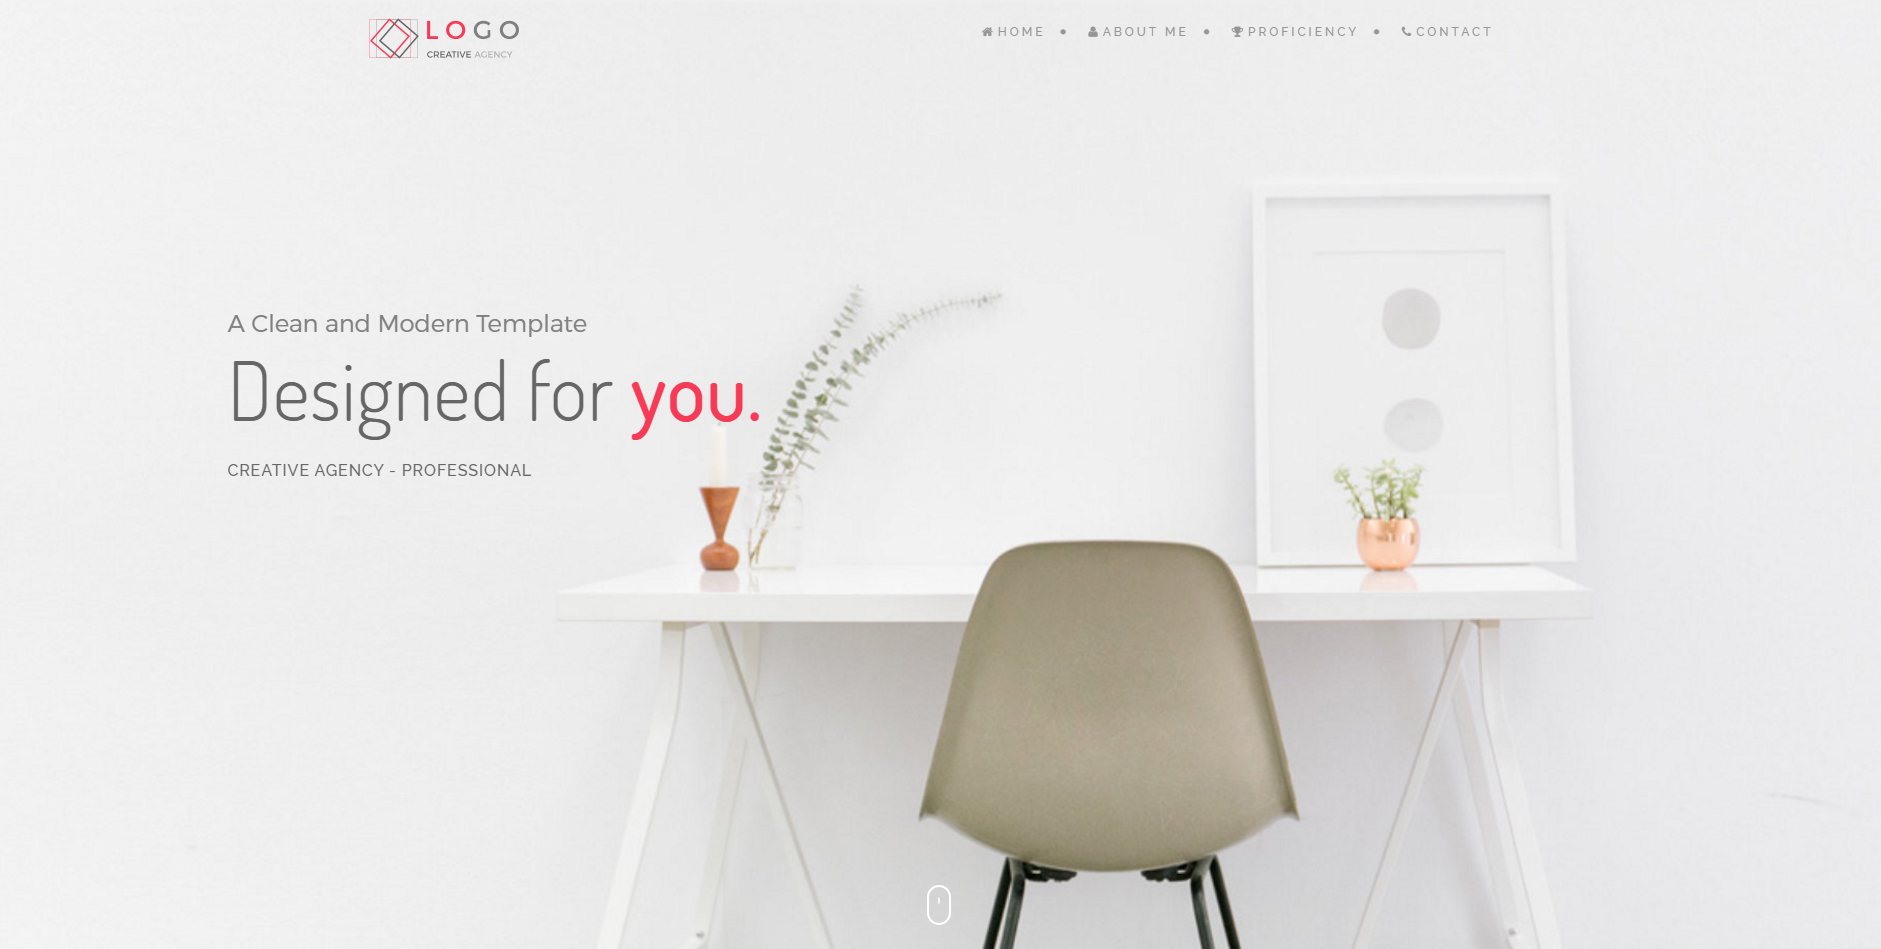 LOGO
CREATIVE AGENCY
HOME • ABOUT ME • PROFICIENCY • CONTACT
A Clean and Modern Template
Designed for you.
CREATIVE AGENCY - PROFESSIONAL